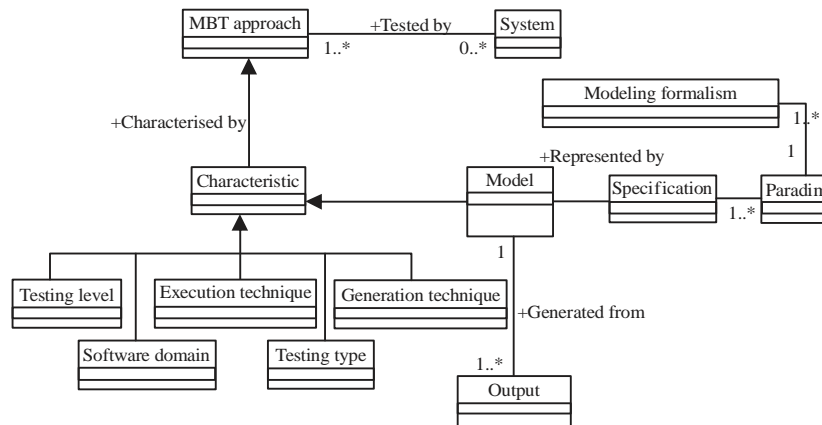 MBT approach
+Tested by
System
1..*
0..*
Modeling formalism
+Characterised by
1..*
1
+Represented by
Characteristic
Model
Specification
Paradim
1..*
1
Testing level
Execution technique
Generation technique
+Generated from
Software domain
Testing type
1..*
Output